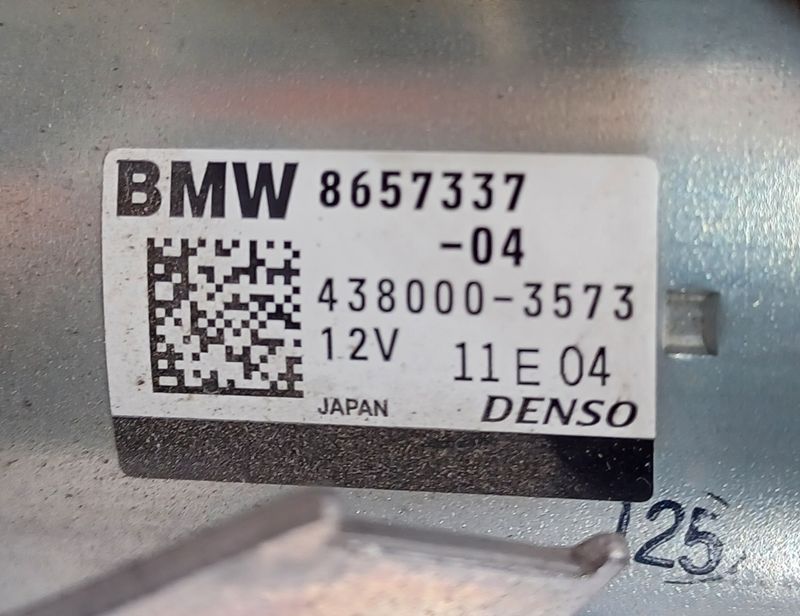 BMW 8657337
-04
438000-3573
12V 11E04
JAPAN DENSO
125